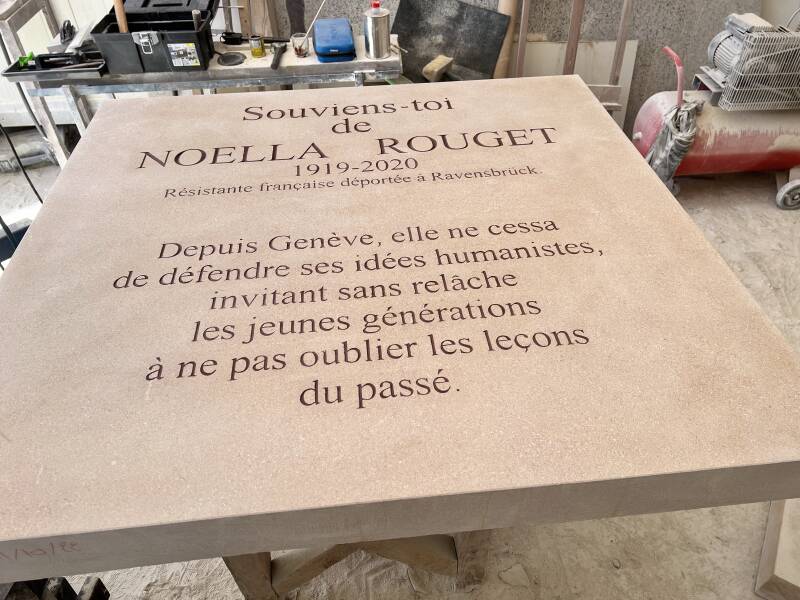 Souviens-toi
de
NOELLA ROUGET
1919-2020
Résistante française déportée à Ravensbrück.
Depuis Genève, elle ne cessa
de défendre ses idées humanistes,
invitant sans relâche
les jeunes générations
à ne pas oublier les leçons
du passé.